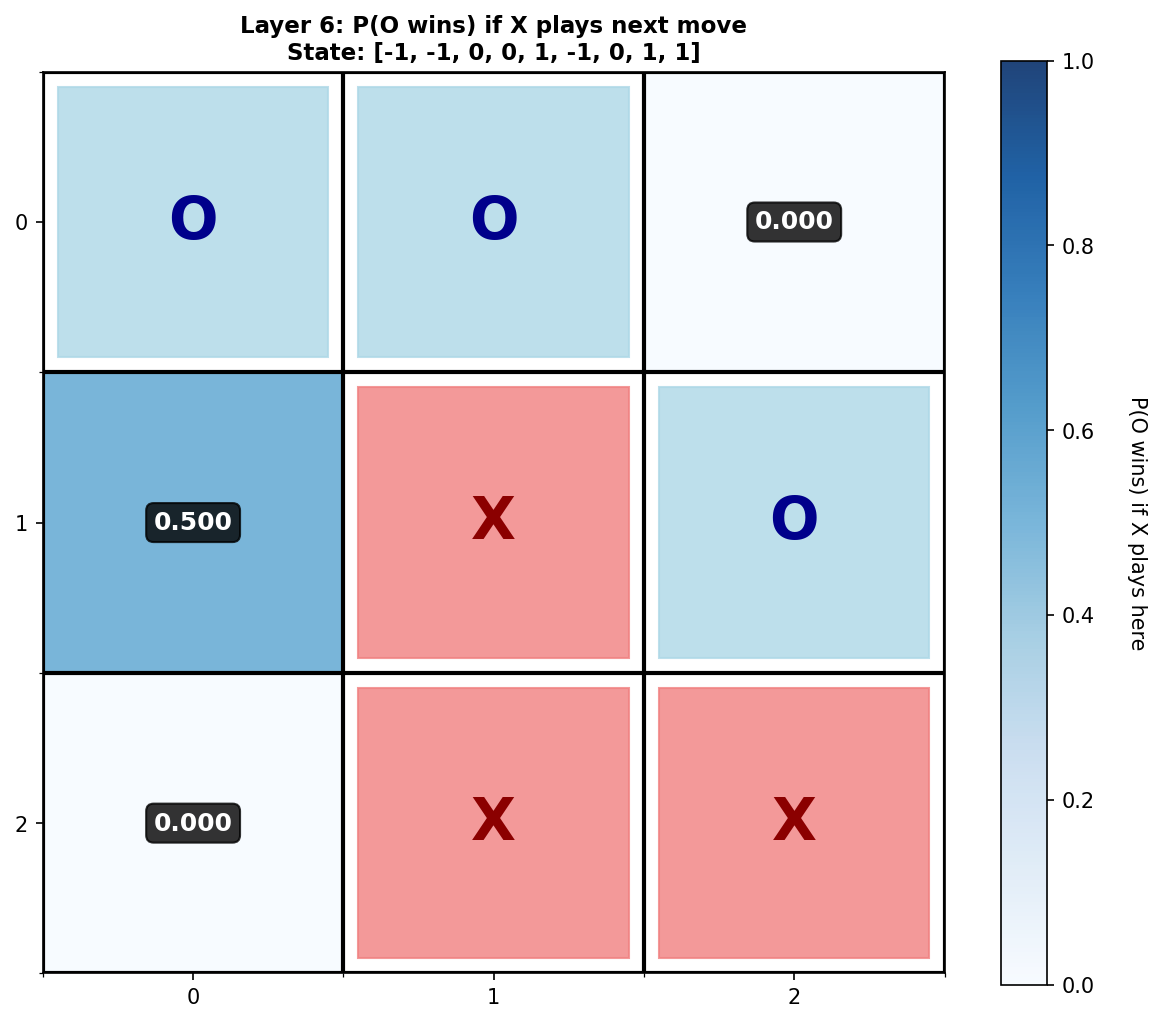 Layer 6: P(O wins) if X plays next move
State: [-1, -1, 0, 0, 1, -1, 0, 1, 1]
O
O
0.000
0.500
X
O
0.000
X
X
0
1
2
0
1
2
1.0
0.8
0.6
0.4
0.2
0.0
P(O wins) if X plays here